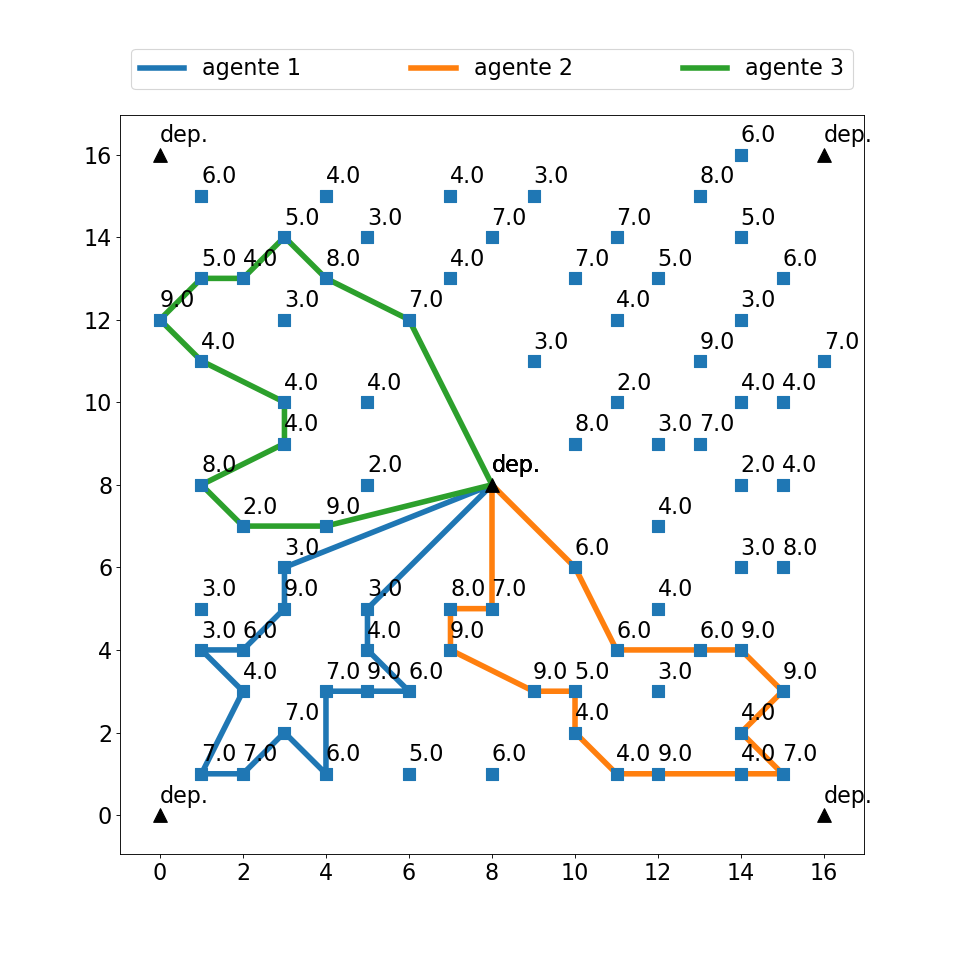 agente 1 agente 2 agente 3
dep. 6.0 dep.
16
6.0 4.0 4.0 3.0 8.0
5.0 3.0 7.0 7.0 5.0
14
5.0 4.0 8.0 4.0 7.0 5.0 6.0
9.0 3.0 7.0 4.0 3.0
12
4.0 3.0 9.0 7.0
4.0 4.0 2.0 4.0 4.0
10
4.0 8.0 3.0 7.0
8.0 2.0 dep. 2.0 4.0
8
2.0 9.0 4.0
3.0 6.0 3.0 8.0
6
3.0 9.0 3.0 8.0 7.0 4.0
3.0 6.0 4.0 9.0 6.0 6.0 9.0
4
4.0 7.0 9.0 6.0 9.0 5.0 3.0 9.0
7.0 4.0 4.0
2
7.0 7.0 6.0 5.0 6.0 4.0 9.0 4.0 7.0
dep. dep.
0
0 2 4 6 8 10 12 14 16